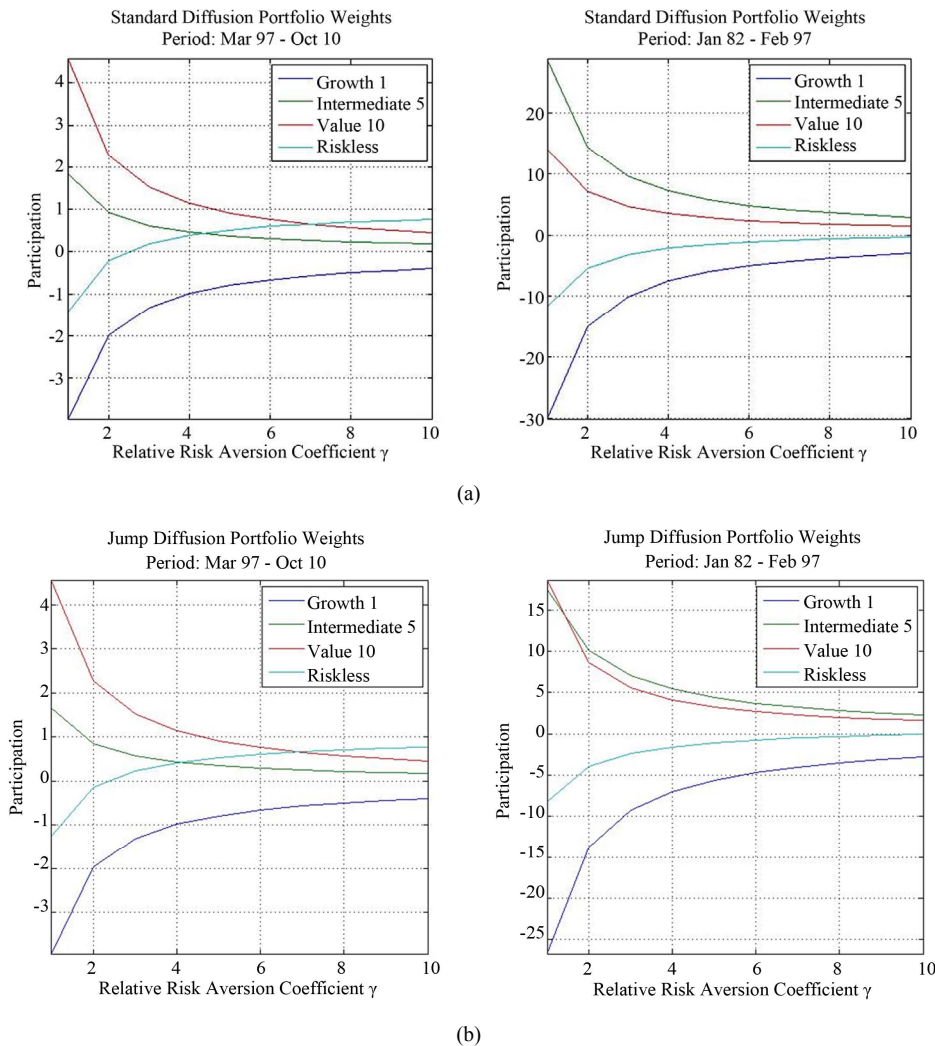 Standard Diffusion Portfolio Weights
Period: Mar 97 - Oct 10
Growth 1
Intermediate 5
Value 10
Riskless
4
3
2
1
0
-1
-2
-3
Participation
2
4
6
8
10
Relative Risk Aversion Coefficient γ
Standard Diffusion Portfolio Weights
Period: Jan 82 - Feb 97
Growth 1
Intermediate 5
Value 10
Riskless
20
10
0
-10
-20
-30
Participation
2
4
6
8
10
Relative Risk Aversion Coefficient γ
(a)
Jump Diffusion Portfolio Weights
Period: Mar 97 - Oct 10
Growth 1
Intermediate 5
Value 10
Riskless
4
3
2
1
0
-1
-2
-3
Participation
2
4
6
8
10
Relative Risk Aversion Coefficient γ
Jump Diffusion Portfolio Weights
Period: Jan 82 - Feb 97
Growth 1
Intermediate 5
Value 10
Riskless
15
10
5
0
-5
-10
-15
-20
-25
Participation
2
4
6
8
10
Relative Risk Aversion Coefficient γ
(b)